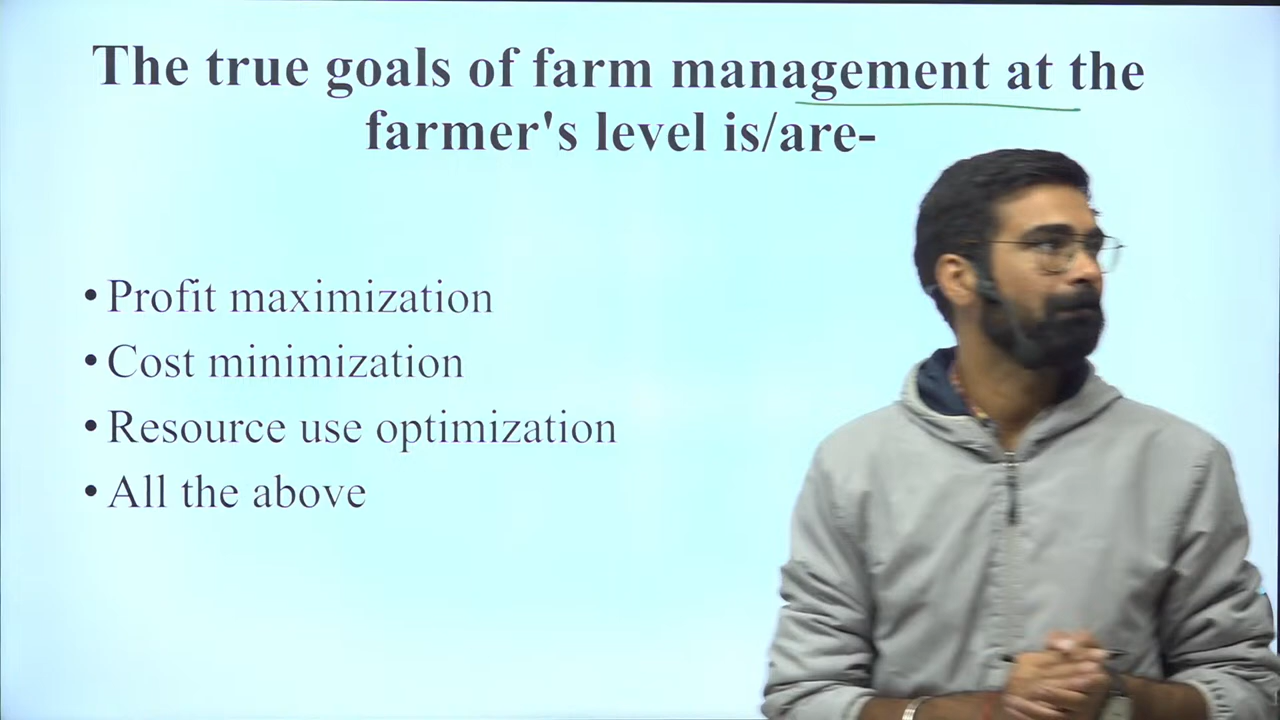 The true goals of farm management at the
farmer's level is/are-
• Profit maximization
• Cost minimization
• Resource use optimization
• All the above